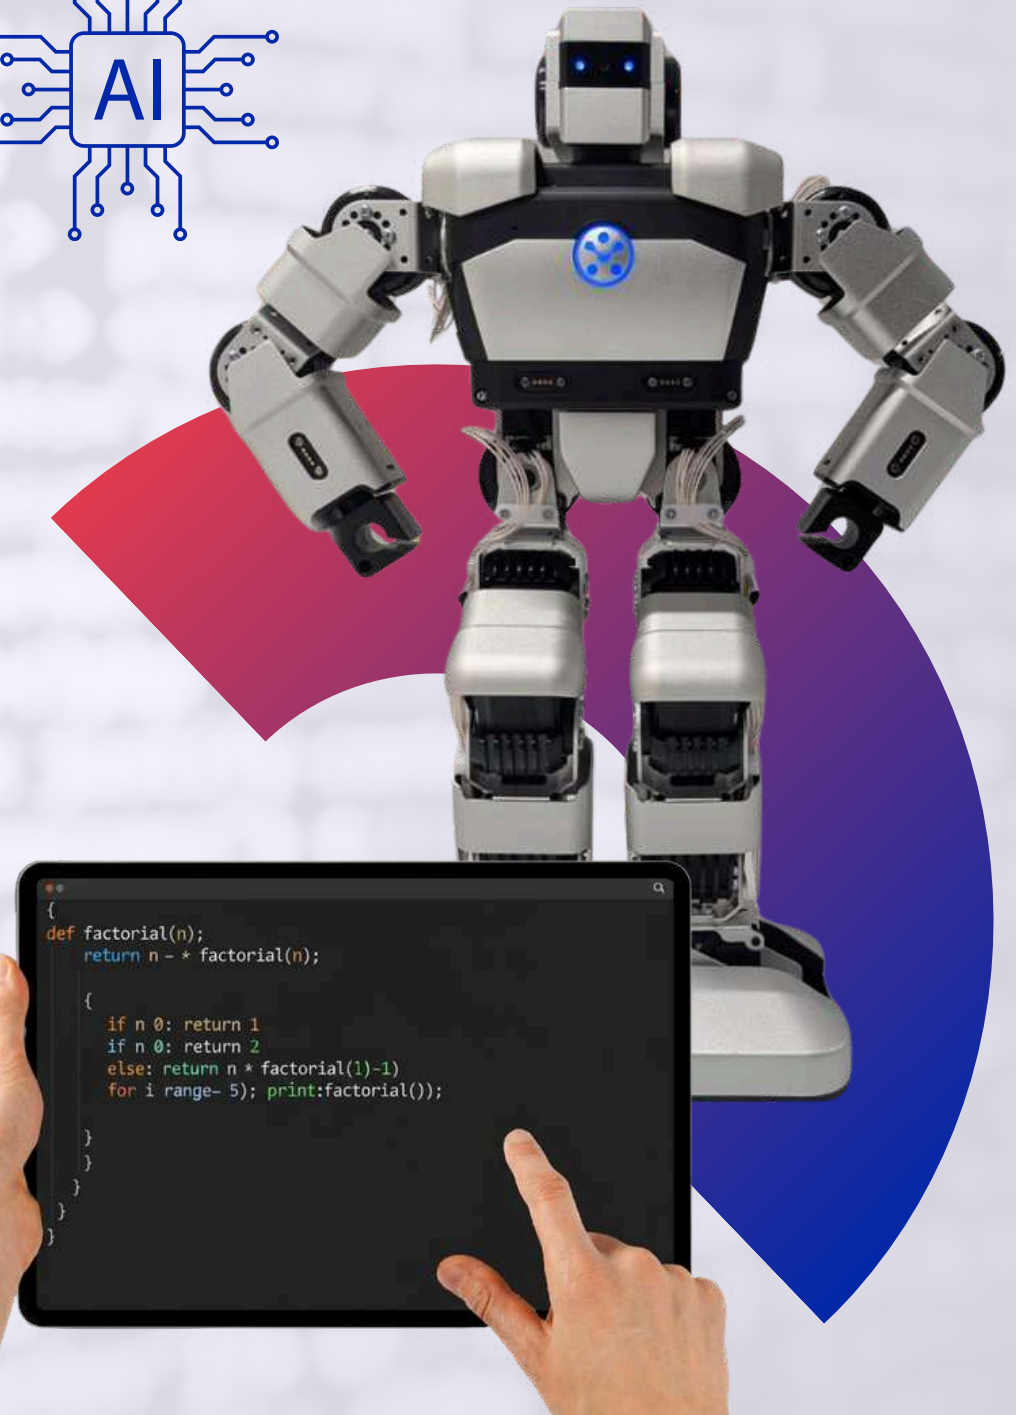 AI
{
def factorial(n);
return n – * factorial(n);
{
if n 0: return 1
if n 0: return 2
else: return n * factorial(1)-1)
for i range– 5); print:factorial());
}
}
}
}
}